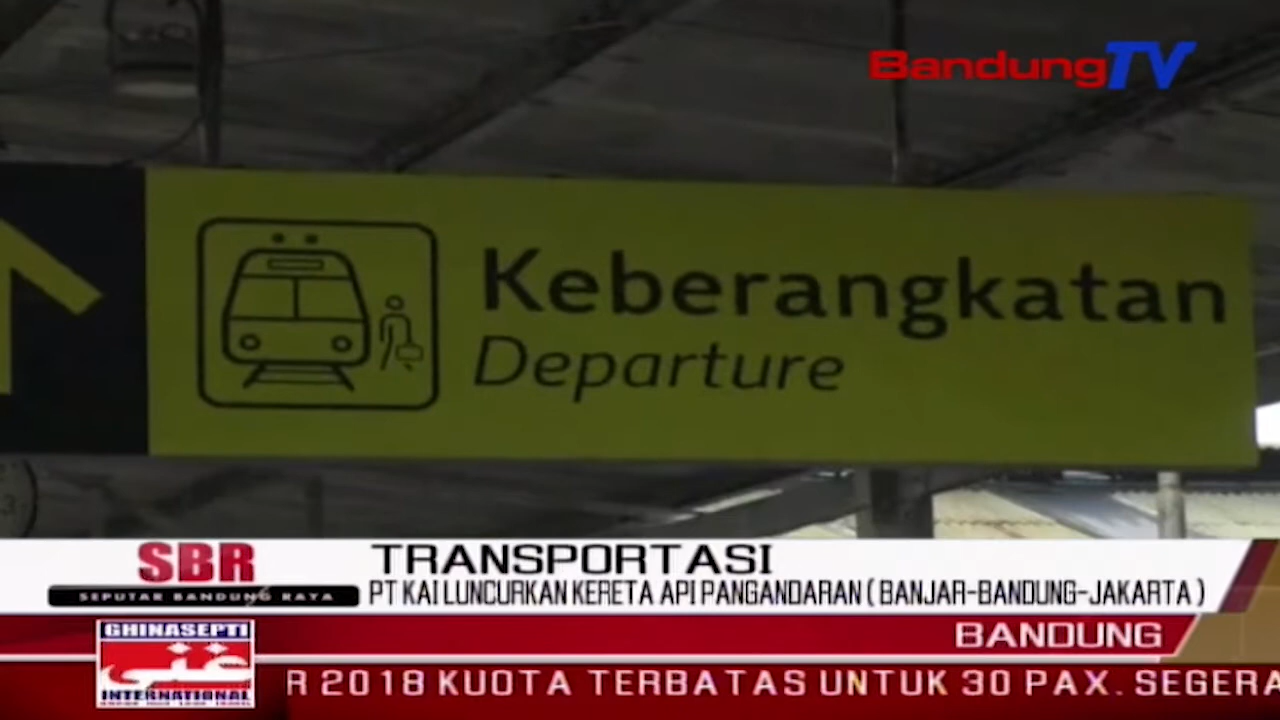 BandungTV
Keberangkatan
Departure
SBR
SEPUTAR BANDUNG RAYA
TRANSPORTASI
PT KAI LUNCURKAN KERETA API PANGANDARAN ( BANJAR-BANDUNG-JAKARTA )
BANDUNG
GHINASEPTI
غني
INTERNATIONAL
R 2018 KUOTA TERBATAS UNTUK 30 PAX. SEGERA